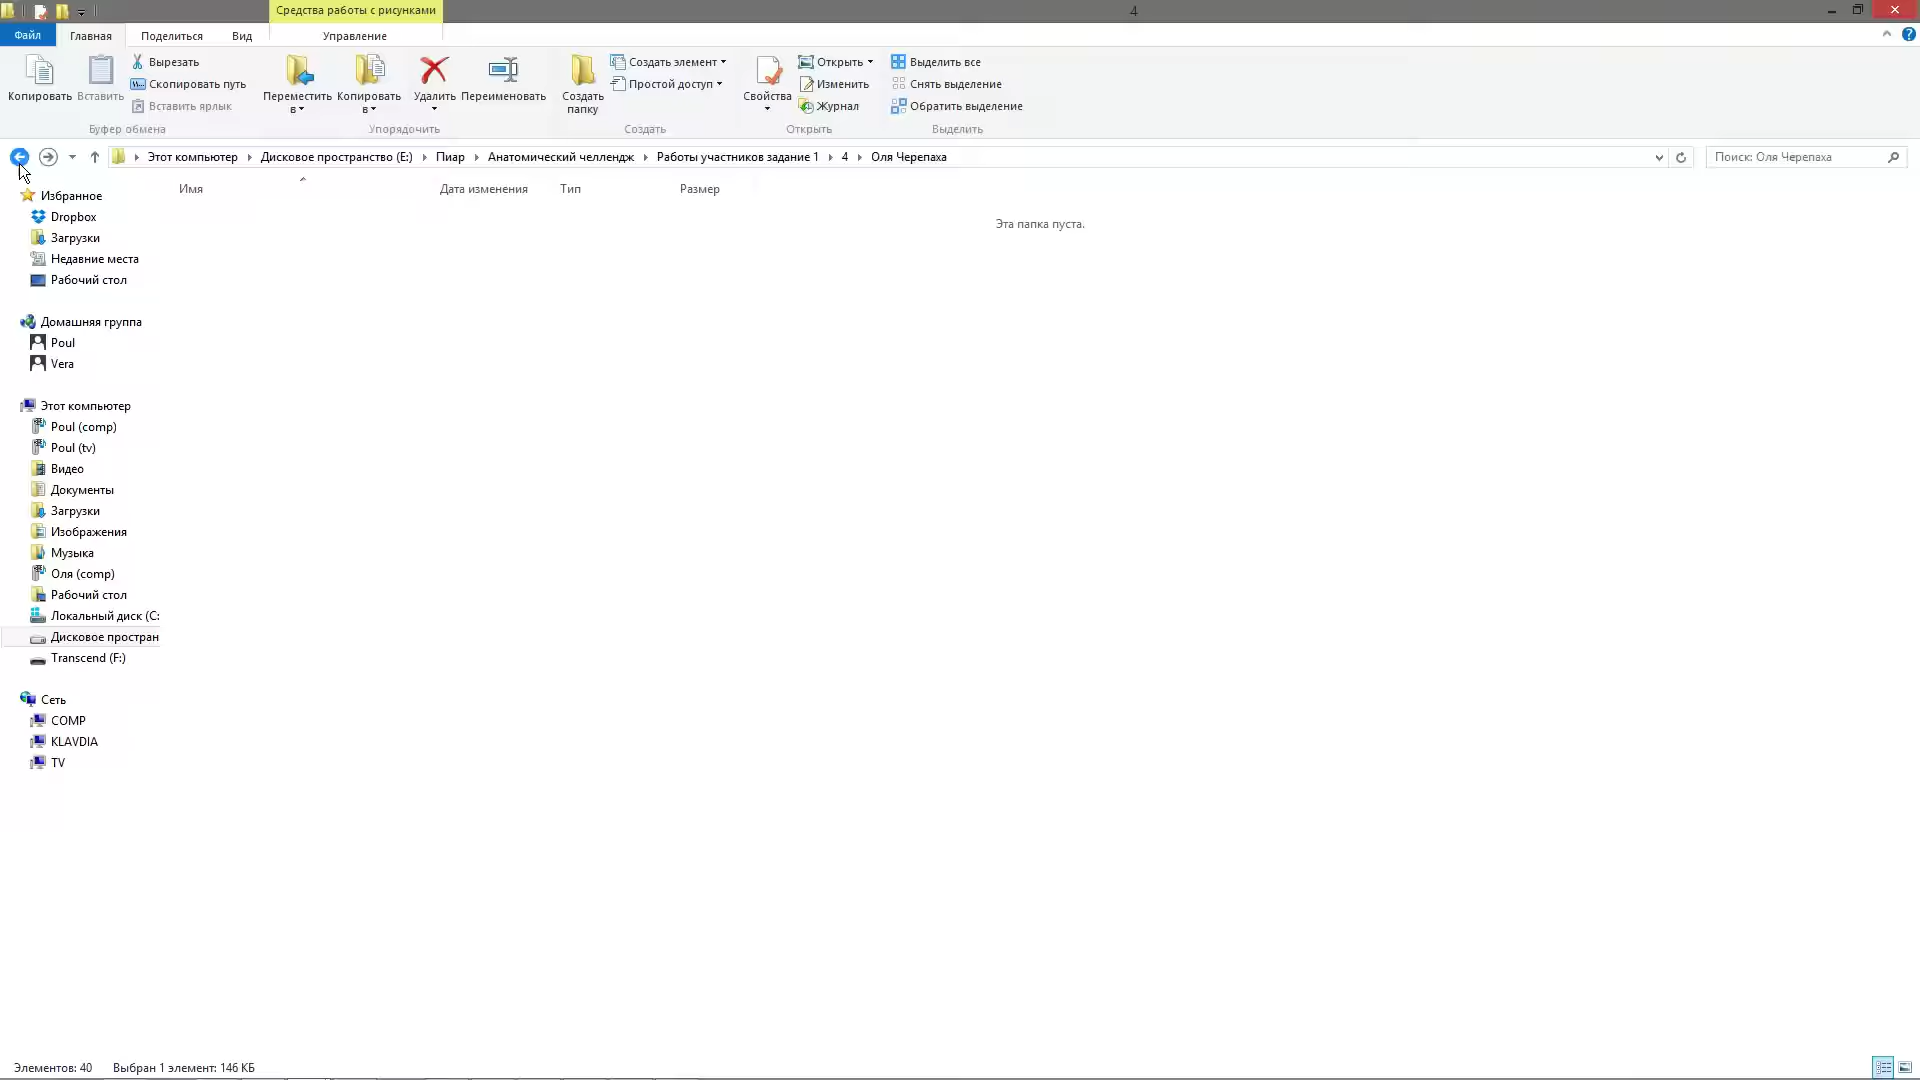 Средства работы с рисунками
4
Файл
Главная
Поделиться
Вид
Управление
Копировать
Вставить
Вырезать
Скопировать путь
Вставить ярлык
Буфер обмена
Переместить в
Копировать в
Удалить
Переименовать
Упорядочить
Создать папку
Создать элемент
Простой доступ
Создать
Свойства
Открыть
Изменить
Журнал
Открыть
Выделить все
Снять выделение
Обратить выделение
Выделить
Этот компьютер
Дисковое пространство (E:)
Пиар
Анатомический челлендж
Работы участников задание 1
4
Оля Черепаха
Поиск: Оля Черепаха
Имя
Дата изменения
Тип
Размер
Эта папка пуста.
Избранное
Dropbox
Загрузки
Недавние места
Рабочий стол
Домашняя группа
Poul
Vera
Этот компьютер
Poul (comp)
Poul (tv)
Видео
Документы
Загрузки
Изображения
Музыка
Оля (comp)
Рабочий стол
Локальный диск (C:
Дисковое простран
Transcend (F:)
Сеть
COMP
KLAVDIA
TV
Элементов: 40
Выбран 1 элемент: 146 КБ